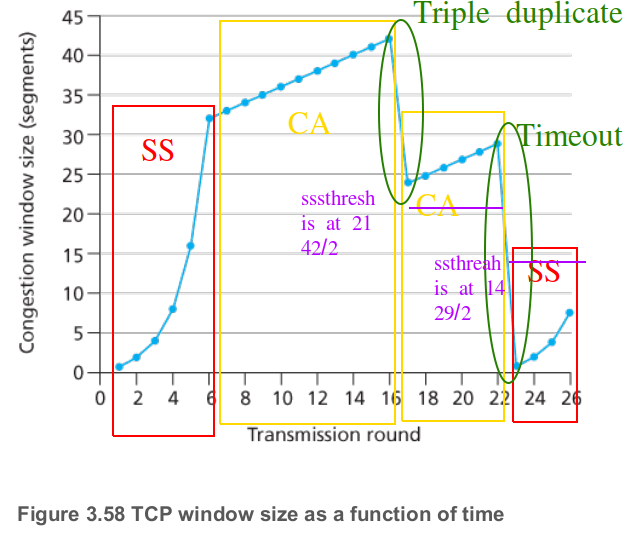 Triple duplicate
45
40
35
30
25
20
15
10
5
0
Congestion window size (segments)
SS
CA
Timeout
sssthresh
is at 21
42/2
CA
ssthreah
is at 14
29/2
SS
0 2 4 6 8 10 12 14 16 18 20 22 24 26
Transmission round
Figure 3.58 TCP window size as a function of time